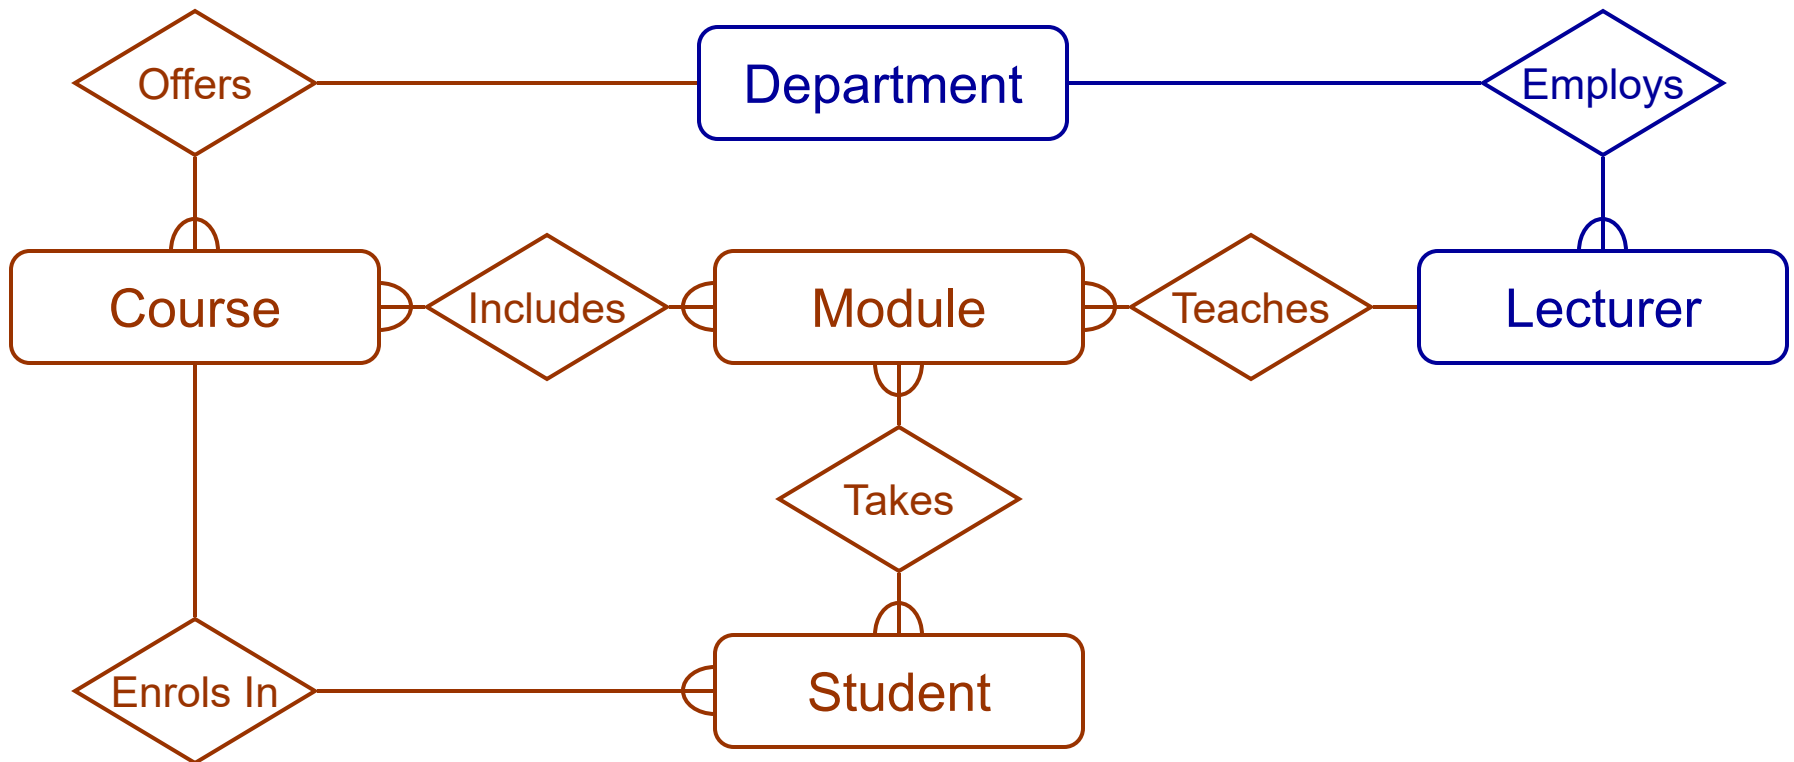 Offers
Department
Employs
Course
Includes
Module
Teaches
Lecturer
Takes
Enrols In
Student